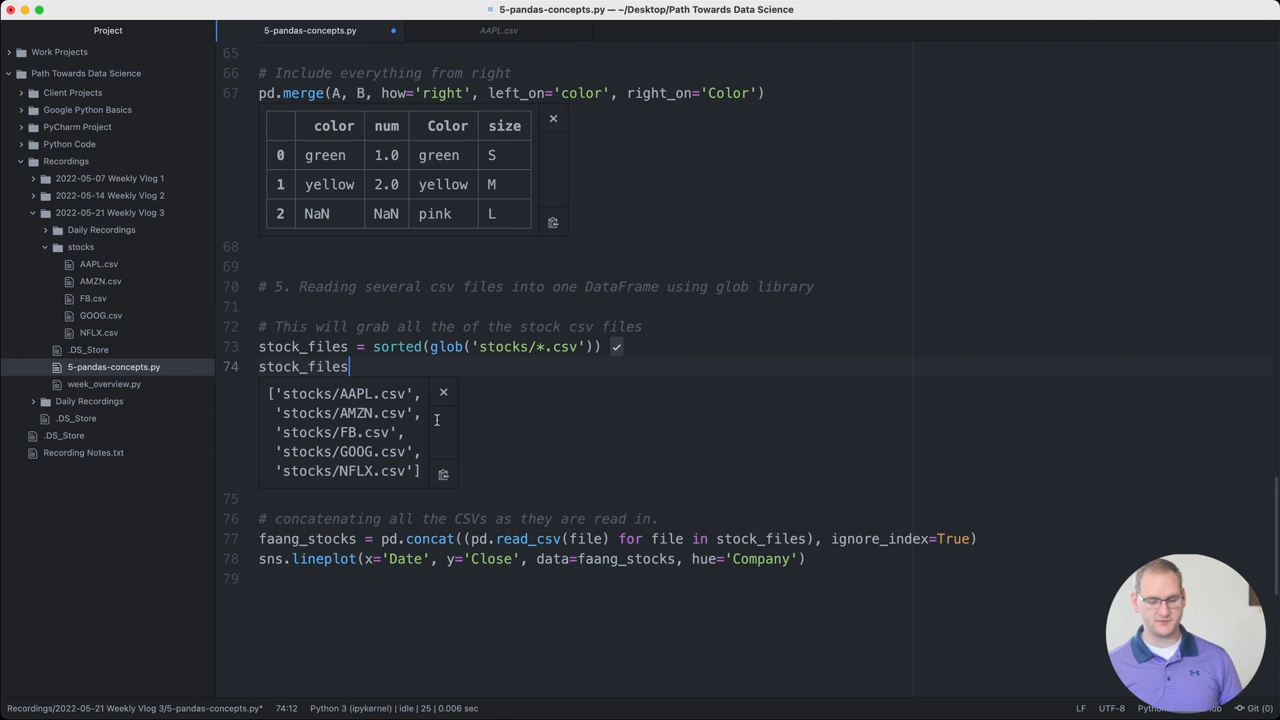 5-pandas-concepts.py — ~/Desktop/Path Towards Data Science
Project
Work Projects
Path Towards Data Science
Client Projects
Google Python Basics
PyCharm Project
Python Code
Recordings
2022-05-07 Weekly Vlog 1
2022-05-14 Weekly Vlog 2
2022-05-21 Weekly Vlog 3
Daily Recordings
stocks
AAPL.csv
AMZN.csv
FB.csv
GOOG.csv
NFLX.csv
.DS_Store
5-pandas-concepts.py
week_overview.py
Daily Recordings
.DS_Store
.DS_Store
Recording Notes.txt
5-pandas-concepts.py AAPL.csv
65
66 # Include everything from right
67 pd.merge(A, B, how='right', left_on='color', right_on='Color')
color num Color size
0 green 1.0 green S
1 yellow 2.0 yellow M
2 NaN NaN pink L
68
69
70 # 5. Reading several csv files into one DataFrame using glob library
71
72 # This will grab all the of the stock csv files
73 stock_files = sorted(glob('stocks/*.csv'))
74 stock_files
['stocks/AAPL.csv',
'stocks/AMZN.csv',
'stocks/FB.csv',
'stocks/GOOG.csv',
'stocks/NFLX.csv']
75
76 # concatenating all the CSVs as they are read in.
77 faang_stocks = pd.concat((pd.read_csv(file) for file in stock_files), ignore_index=True)
78 sns.lineplot(x='Date', y='Close', data=faang_stocks, hue='Company')
79
Recordings/2022-05-21 Weekly Vlog 3/5-pandas-concepts.py* 74:12 Python 3 (ipykernel) | idle | 25 | 0.006 sec LF UTF-8 Git (0)